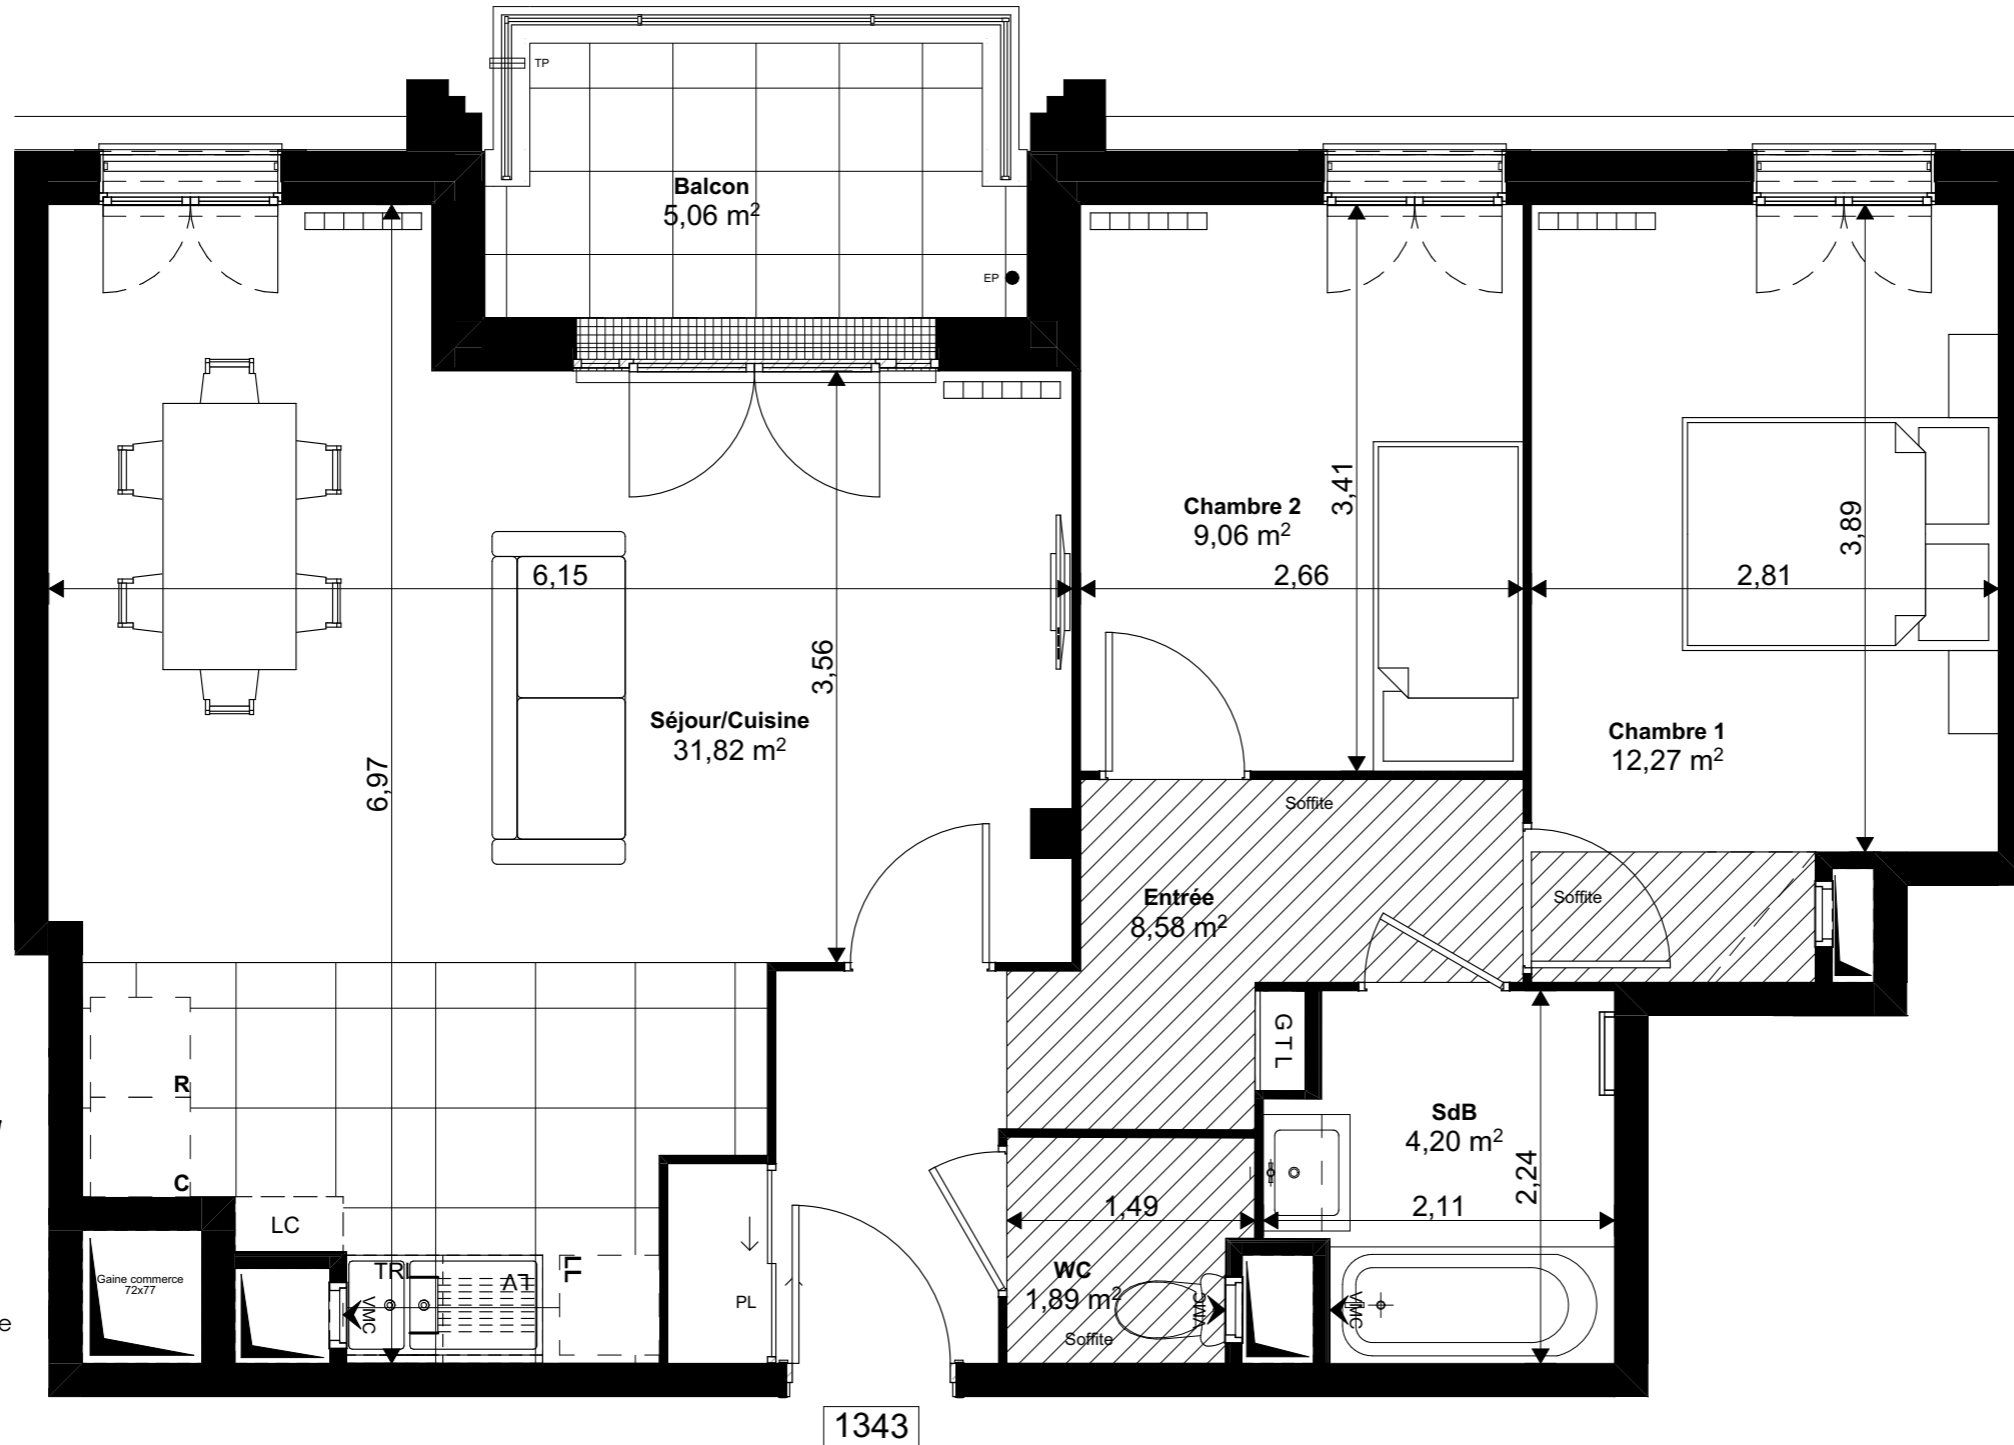 TP
Balcon
5,06 m²
EP
3,41
Chambre 2
9,06 m²
3,89
6,15
2,66
2,81
3,56
Séjour/Cuisine
31,82 m²
Chambre 1
12,27 m²
6,97
Soffite
Entrée
8,58 m²
Soffite
GTL
R
SdB
4,20 m²
C
2,24
1,49
2,11
LC
Gaine commerce
72x77
TRI
AT
LL
VMC
PL
WC
1,89 m²
VMC
VMC
Soffite
e
1343